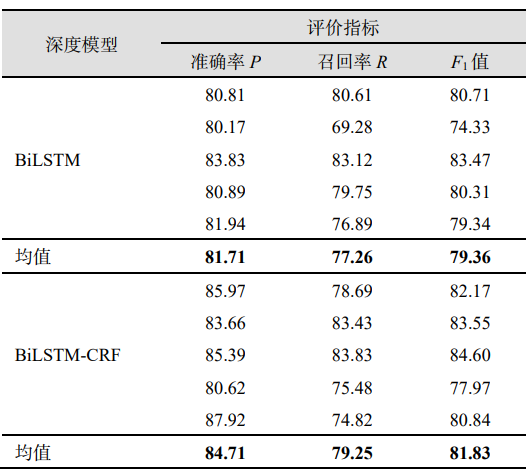 深度模型 评价指标
准确率 P 召回率 R F1 值
80.81 80.61 80.71
80.17 69.28 74.33
BiLSTM 83.83 83.12 83.47
80.89 79.75 80.31
81.94 76.89 79.34
均值 81.71 77.26 79.36
85.97 78.69 82.17
83.66 83.43 83.55
BiLSTM-CRF 85.39 83.83 84.60
80.62 75.48 77.97
87.92 74.82 80.84
均值 84.71 79.25 81.83